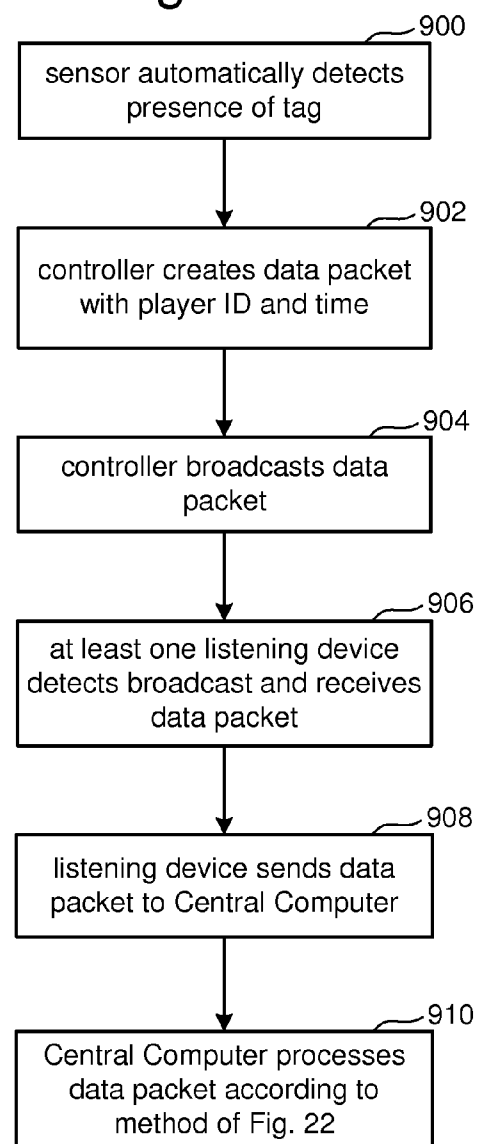 900
sensor automatically detects
presence of tag
902
controller creates data packet
with player ID and time
904
controller broadcasts data
packet
906
at least one listening device
detects broadcast and receives
data packet
908
listening device sends data
packet to Central Computer
910
Central Computer processes
data packet according to
method of Fig. 22